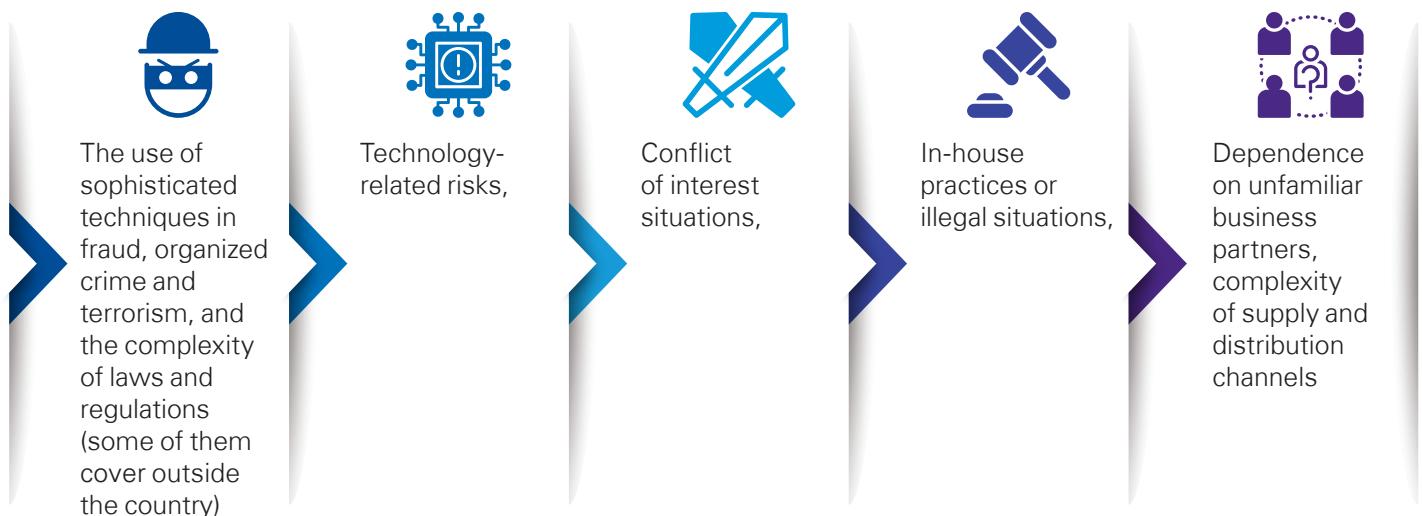 The use of
sophisticated
techniques in
fraud, organized
crime and
terrorism, and
the complexity
of laws and
regulations
(some of them
cover outside
the country)
Technology-
related risks,
Conflict
of interest
situations,
In-house
practices or
illegal situations,
Dependence
on unfamiliar
business
partners,
complexity
of supply and
distribution
channels